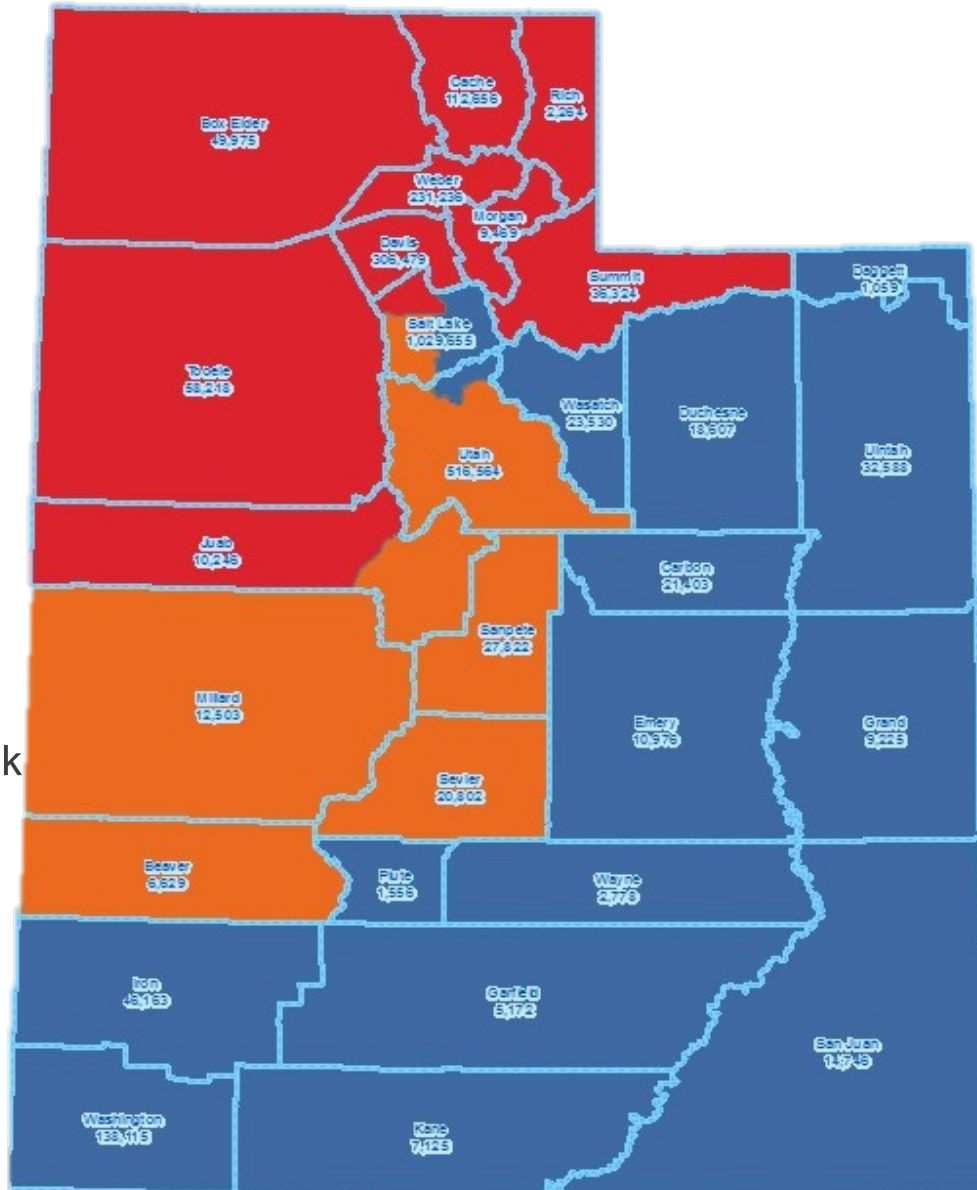 Cache
112,656
Rich
2,264
Box Elder
49,975
Weber
231,236
Morgan
9,469
Davis
306,479
Summit
36,324
Daggett
1,059
Salt Lake
1,029,655
Tooele
58,218
Wasatch
23,530
Duchesne
18,607
Uintah
32,588
Utah
516,564
Juab
10,246
Carbon
21,403
Sanpete
27,822
Millard
12,503
Emery
10,976
Grand
9,225
k
Sevier
20,802
Beaver
6,629
Piute
1,556
Wayne
2,778
Iron
46,163
Garfield
5,172
San Juan
14,746
Washington
138,115
Kane
7,125